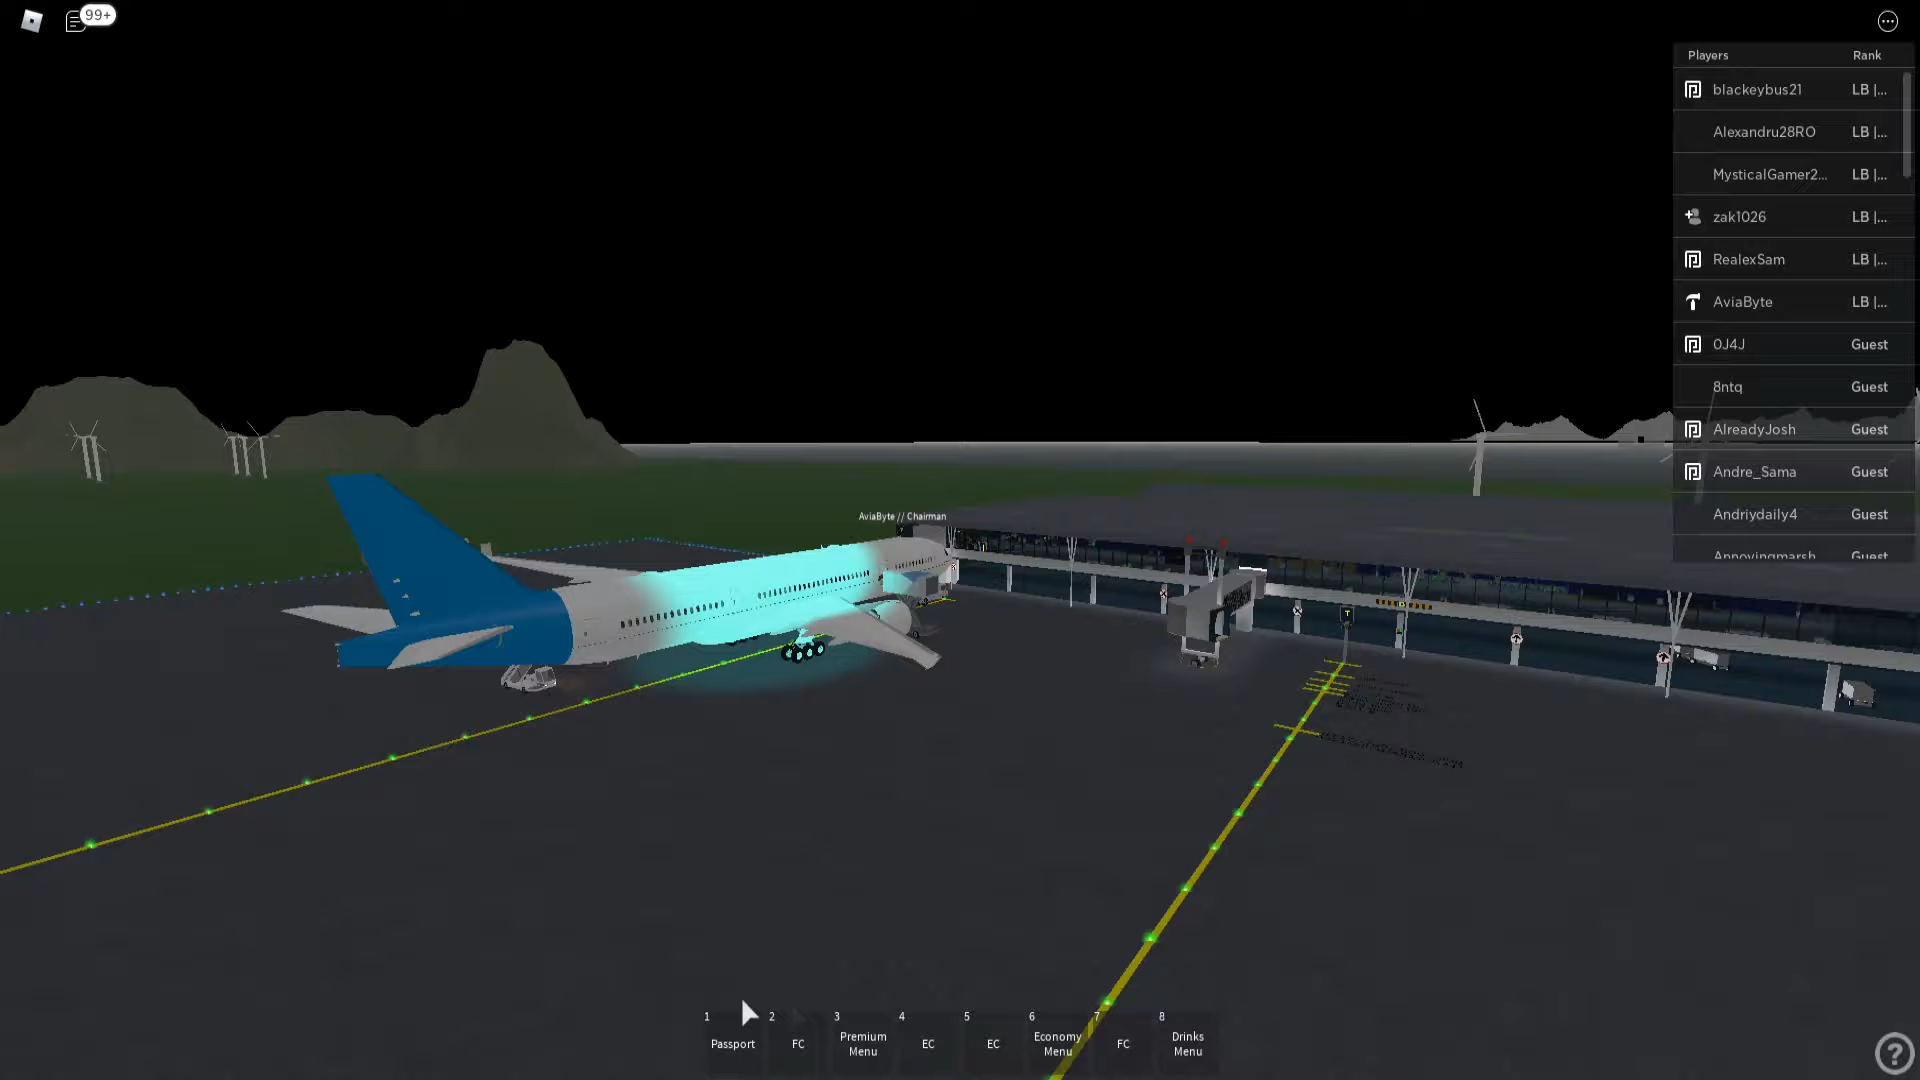 99+
Players Rank
blackeybus21 LB |...
Alexandru28RO LB |...
MysticalGamer2... LB |...
zak1026 LB |...
RealexSam LB |...
AviaByte LB |...
0J4J Guest
8ntq Guest
AlreadyJosh Guest
Andre_Sama Guest
Andriydaily4 Guest
Annoyingmarsh Guest
AviaByte // Chairman
T
1 Passport
2 FC
3 Premium
Menu
4 EC
5 EC
6 Economy
Menu
7 FC
8 Drinks
Menu
?